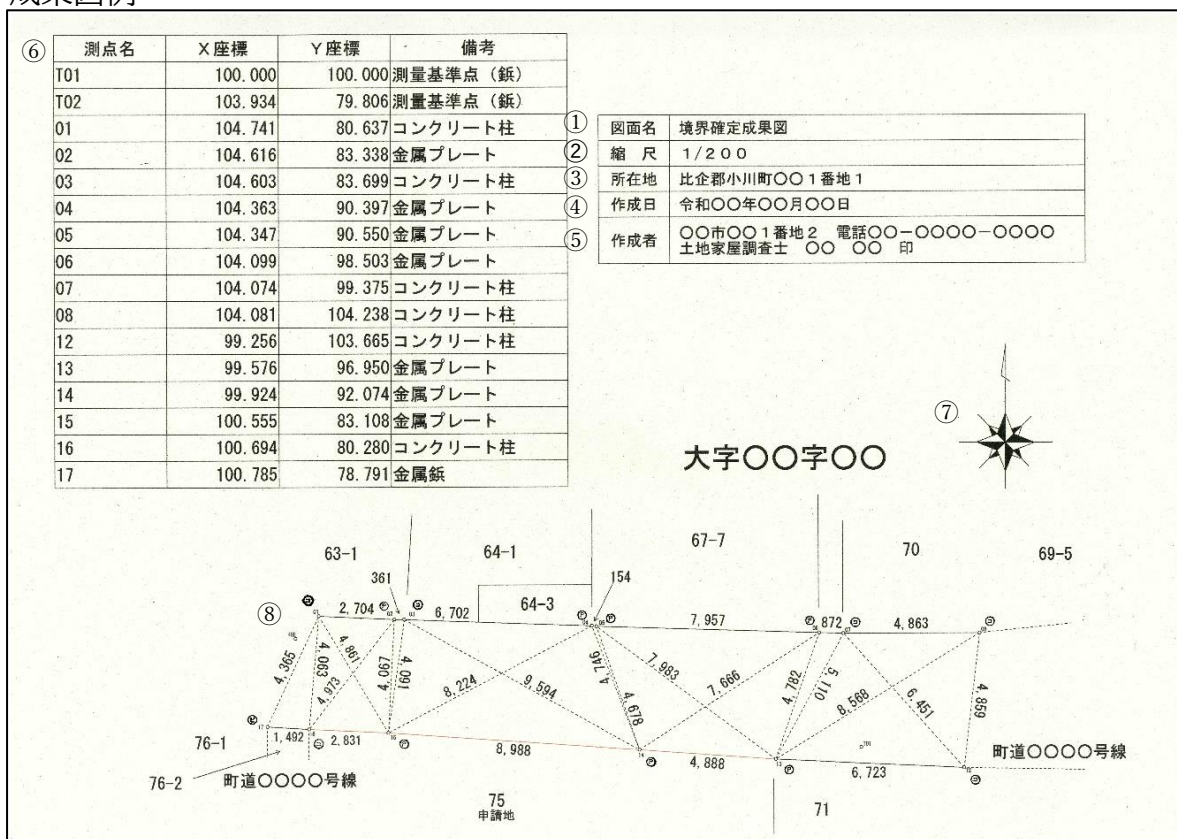 成果図例
⑥ 測点名 X座標 Y座標 備考
T01 100.000 100.000 測量基準点（鋲）
T02 103.934 79.806 測量基準点（鋲）
01 104.741 80.637 コンクリート柱
02 104.616 83.338 金属プレート
03 104.603 83.699 コンクリート柱
04 104.363 90.397 金属プレート
05 104.347 90.550 金属プレート
06 104.099 98.503 金属プレート
07 104.074 99.375 コンクリート柱
08 104.081 104.238 コンクリート柱
12 99.256 103.665 コンクリート柱
13 99.576 96.950 金属プレート
14 99.924 92.074 金属プレート
15 100.555 83.108 金属プレート
16 100.694 80.280 コンクリート柱
17 100.785 78.791 金属鋲
① 図面名 境界確定成果図
② 縮尺 1/200
③ 所在地 比企郡小川町〇〇1番地1
④ 作成日 令和〇〇年〇〇月〇〇日
⑤ 作成者 〇〇市〇〇1番地2 電話〇〇-〇〇〇〇-〇〇〇〇
土地家屋調査士 〇〇 〇〇 印
⑦
大字〇〇字〇〇
63-1
64-1
67-7
70
69-5
361
64-3
154
⑧
2,704
6,702
7,957
872
4,863
4,365
4,063
4,861
4,973
4,067
4,091
8,224
9,594
4,746
4,678
7,983
7,666
4,782
5,110
8,568
6,451
4,859
1,492
2,831
8,988
4,888
6,723
76-1
76-2
町道〇〇〇〇号線
町道〇〇〇〇号線
75
申請地
71